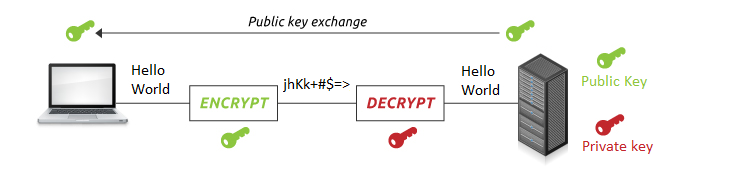 Public key exchange
Hello
World
ENCRYPT
jhKk+#$=>
DECRYPT
Hello
World
Public Key
Private key